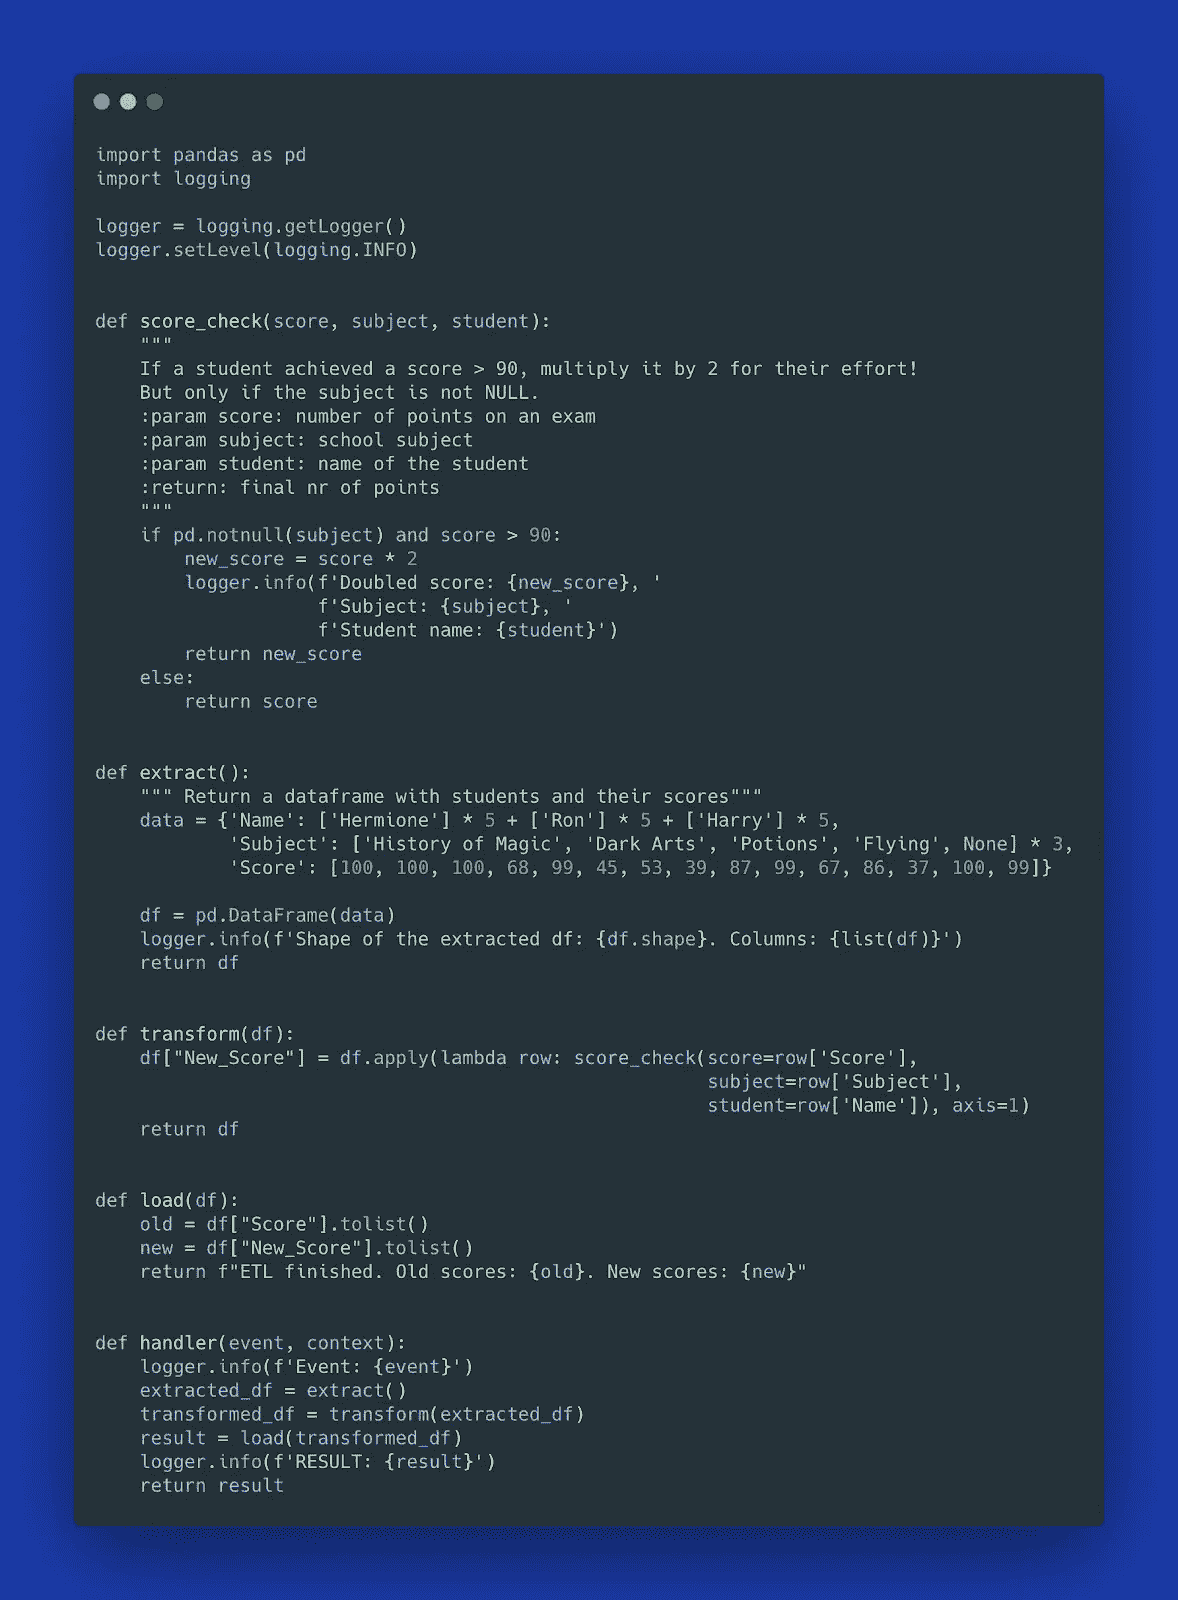 import pandas as pd
import logging

logger = logging.getLogger()
logger.setLevel(logging.INFO)


def score_check(score, subject, student):
    """
    If a student achieved a score > 90, multiply it by 2 for their effort!
    But only if the subject is not NULL.
    :param score: number of points on an exam
    :param subject: school subject
    :param student: name of the student
    :return: final nr of points
    """
    if pd.notnull(subject) and score > 90:
        new_score = score * 2
        logger.info(f'Doubled score: {new_score}, '
                    f'Subject: {subject}, '
                    f'Student name: {student}')
        return new_score
    else:
        return score


def extract():
    """ Return a dataframe with students and their scores"""
    data = {'Name': ['Hermione'] * 5 + ['Ron'] * 5 + ['Harry'] * 5,
            'Subject': ['History of Magic', 'Dark Arts', 'Potions', 'Flying', None] * 3,
            'Score': [100, 100, 100, 68, 99, 45, 53, 39, 87, 99, 67, 86, 37, 100, 99]}

    df = pd.DataFrame(data)
    logger.info(f'Shape of the extracted df: {df.shape}. Columns: {list(df)}')
    return df


def transform(df):
    df["New_Score"] = df.apply(lambda row: score_check(score=row['Score'],
                                                       subject=row['Subject'],
                                                       student=row['Name']), axis=1)
    return df


def load(df):
    old = df["Score"].tolist()
    new = df["New_Score"].tolist()
    return f"ETL finished. Old scores: {old}. New scores: {new}"


def handler(event, context):
    logger.info(f'Event: {event}')
    extracted_df = extract()
    transformed_df = transform(extracted_df)
    result = load(transformed_df)
    logger.info(f'RESULT: {result}')
    return result